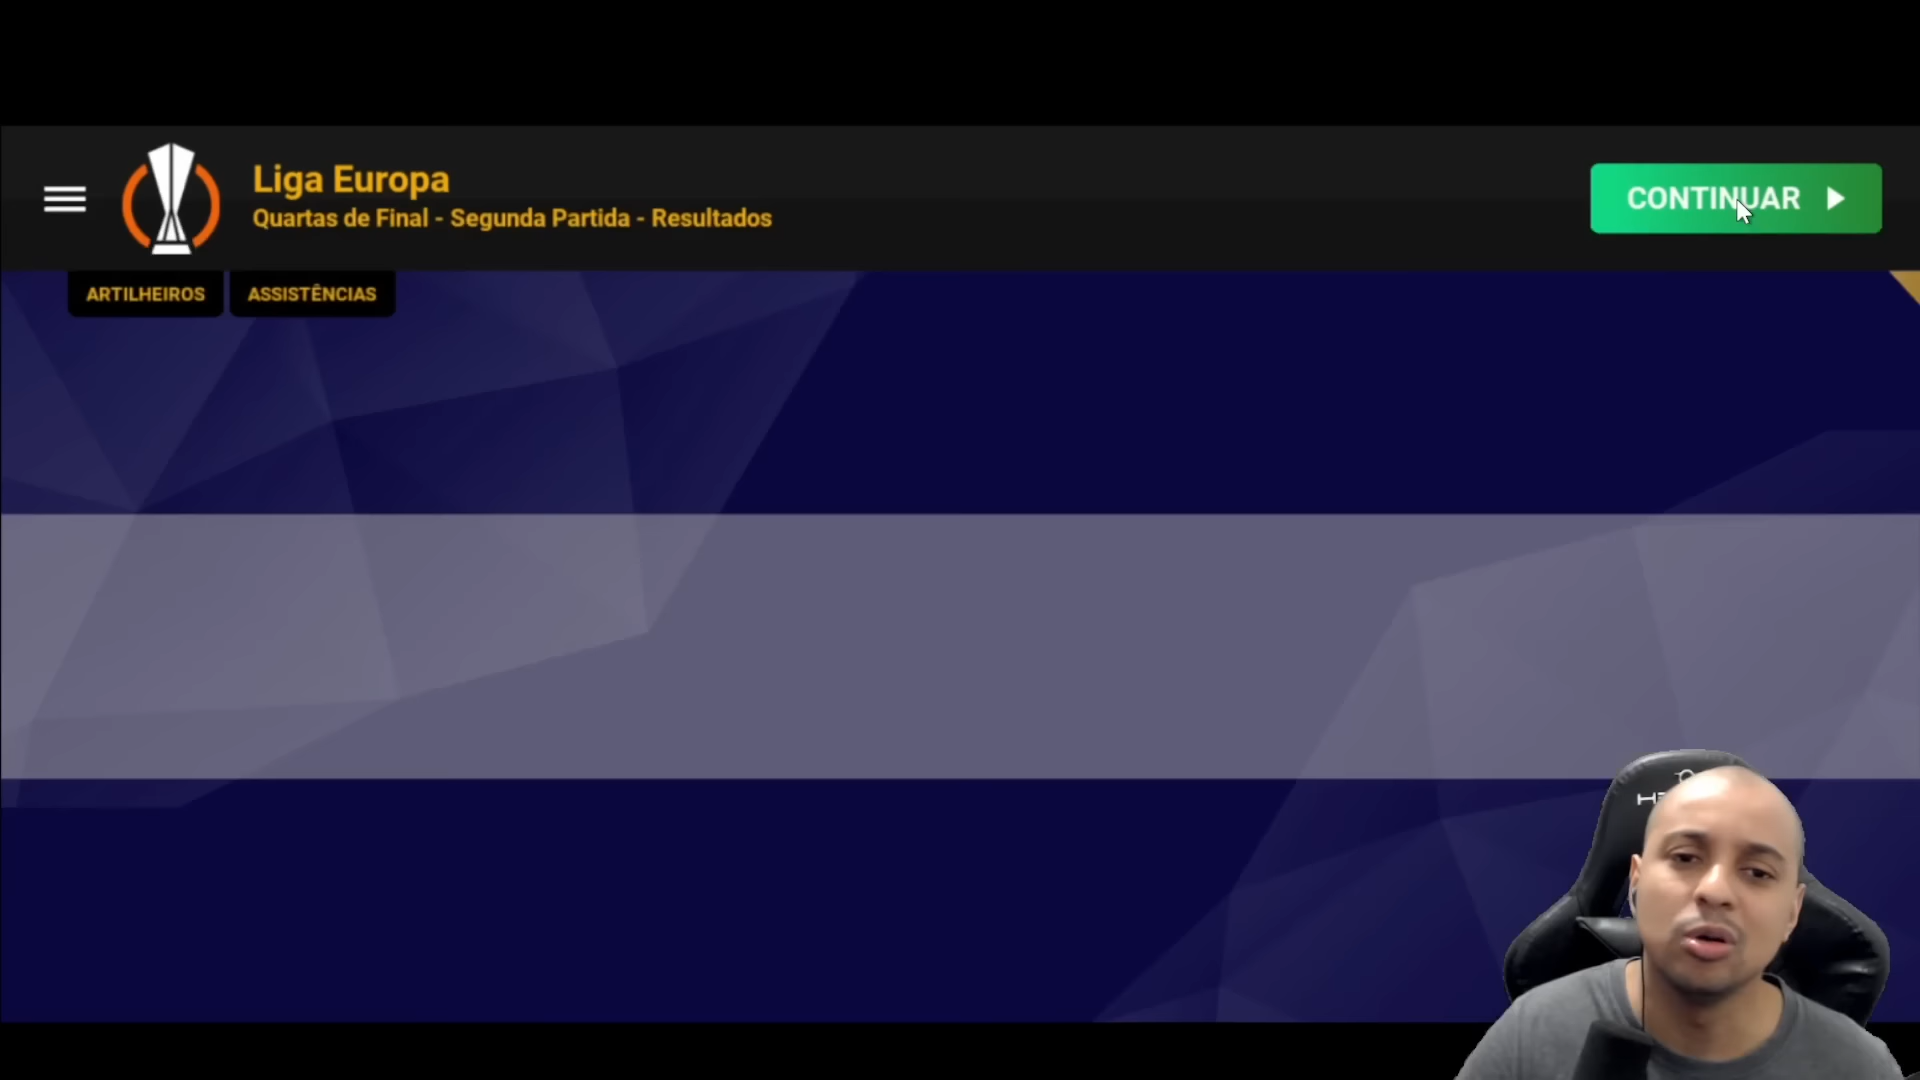 Liga Europa
Quartas de Final - Segunda Partida - Resultados
CONTINUAR
ARTILHEIROS
ASSISTÊNCIAS